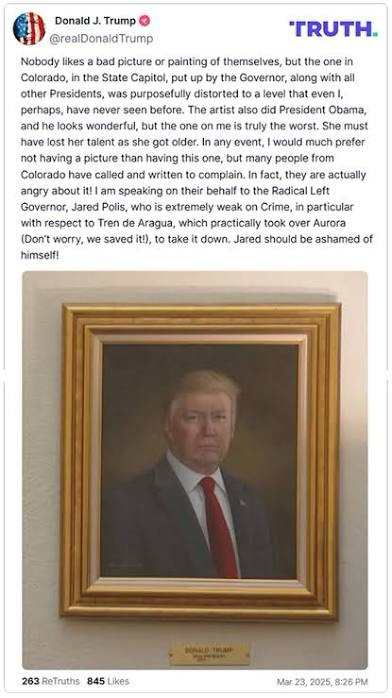 Donald J. Trump
@realDonaldTrump
TRUTH.
Nobody likes a bad picture or painting of themselves, but the one in
Colorado, in the State Capitol, put up by the Governor, along with all
other Presidents, was purposefully distorted to a level that even I,
perhaps, have never seen before. The artist also did President Obama,
and he looks wonderful, but the one on me is truly the worst. She must
have lost her talent as she got older. In any event, I would much prefer
not having a picture than having this one, but many people from
Colorado have called and written to complain. In fact, they are actually
angry about it! I am speaking on their behalf to the Radical Left
Governor, Jared Polis, who is extremely weak on Crime, in particular
with respect to Tren de Aragua, which practically took over Aurora
(Don't worry, we saved it!), to take it down. Jared should be ashamed of
himself!
DONALD TRUMP
263 ReTruths 845 Likes
Mar 23, 2025, 8:26 PM